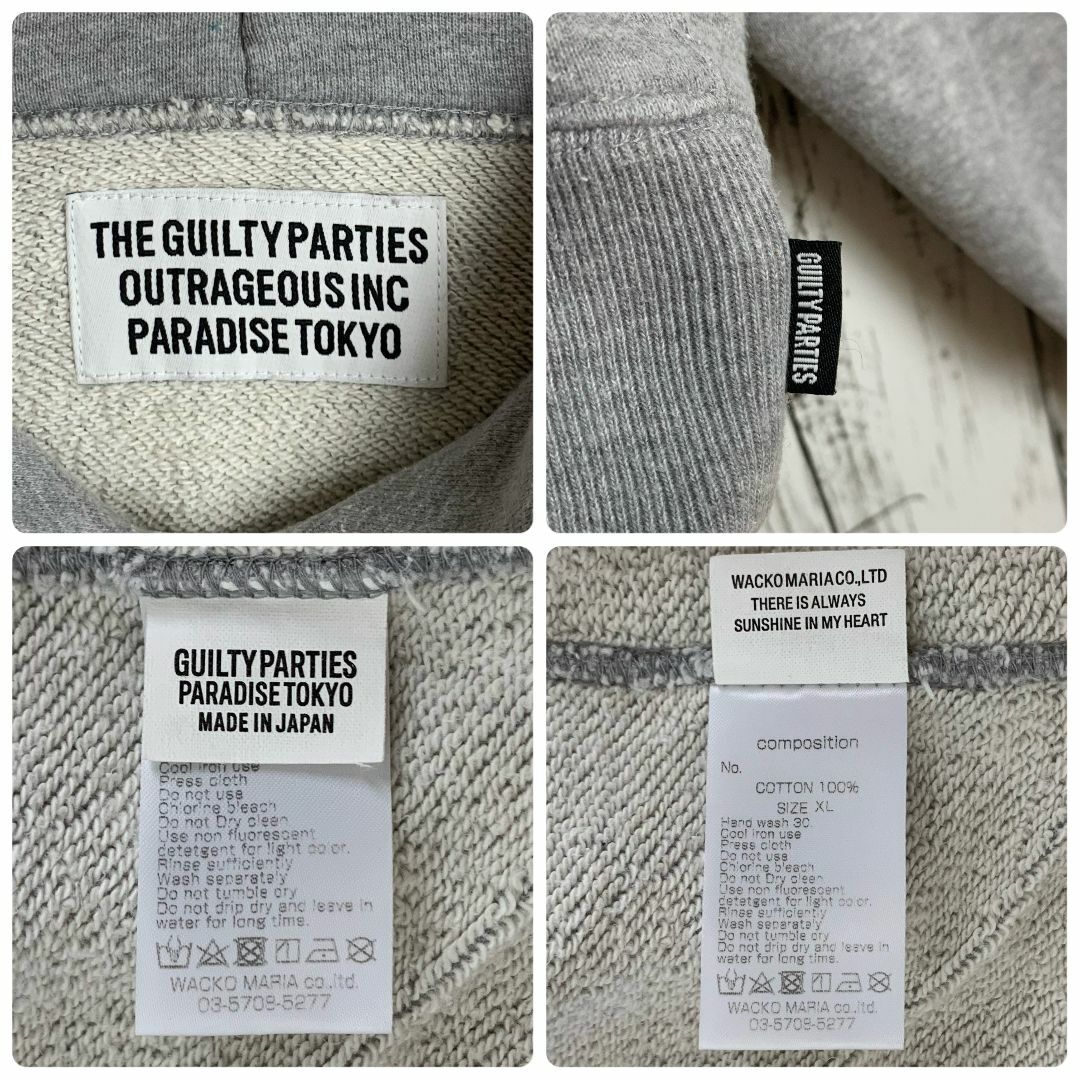 THE GUILTY PARTIES
OUTRAGEOUS INC
PARADISE TOKYO
GUILTY PARTIES
GUILTY PARTIES
PARADISE TOKYO
MADE IN JAPAN
Cool iron use
Press cloth
Do not use
Chlorine bleach
Do not Dry clean
Use non fluorescent
detetgent for light color.
Rinse sufficiently
Wash separately
Do not tumble dry
Do not drip dry and leave in
water for long time.
WACKO MARIA co.,ltd.
03-5708-5277
WACKO MARIA CO.,LTD
THERE IS ALWAYS
SUNSHINE IN MY HEART
composition
No.
COTTON 100%
SIZE XL
Hand wash 30.
Cool iron use
Press cloth
Do not use
Chlorine bleach
Do not Dry clean
Use non fluorescent
detetgent for light color.
Rinse sufficiently
Wash separately
Do not tumble dry
Do not drip dry and leave in
water for long time.
WACKO MARIA co.,ltd.
03-5708-5277